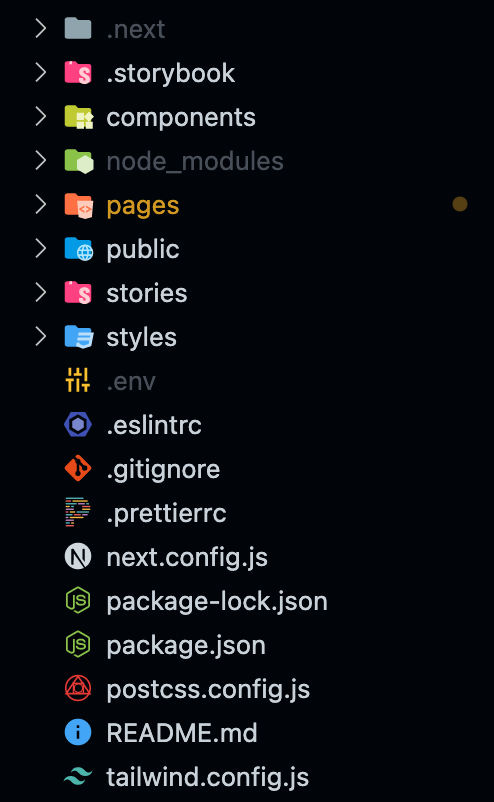 .next
.storybook
components
node_modules
pages
public
stories
styles
.env
.eslintrc
.gitignore
.prettierrc
next.config.js
package-lock.json
package.json
postcss.config.js
README.md
tailwind.config.js